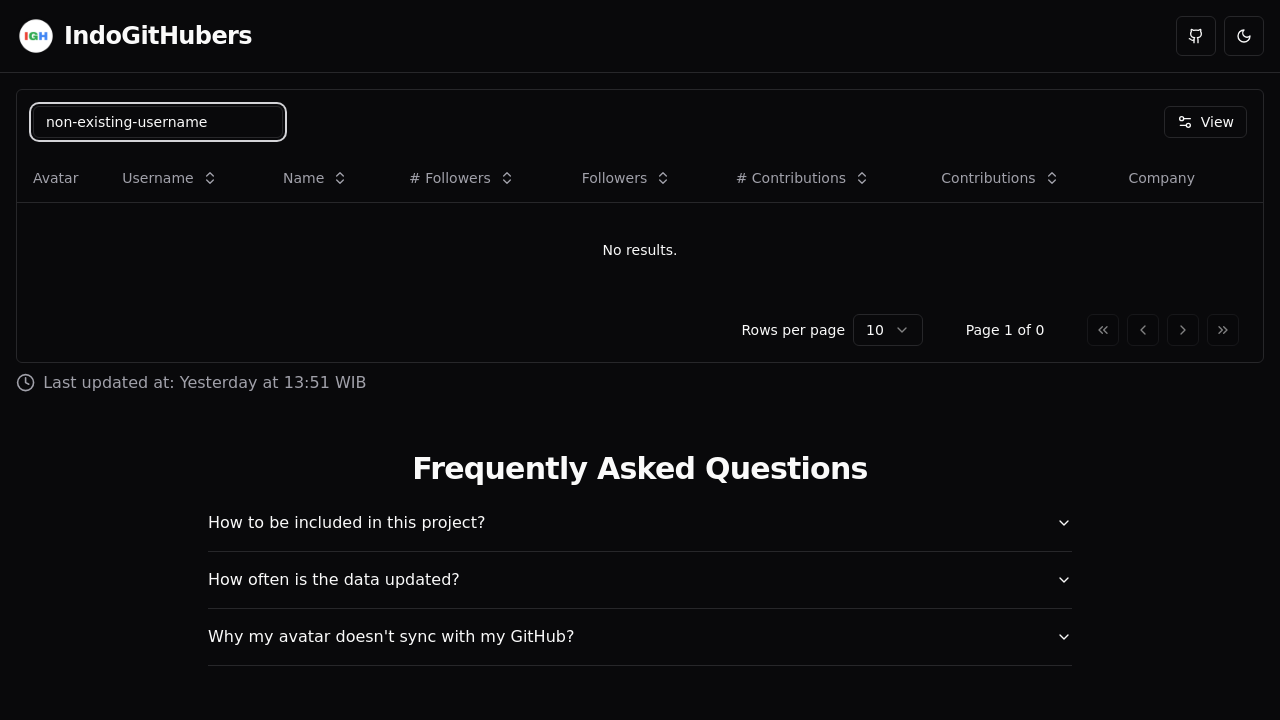 IGH IndoGitHubers
non-existing-username View
Avatar Username Name # Followers Followers # Contributions Contributions Company
No results.
Rows per page 10 Page 1 of 0
Last updated at: Yesterday at 13:51 WIB
Frequently Asked Questions
How to be included in this project?
How often is the data updated?
Why my avatar doesn't sync with my GitHub?